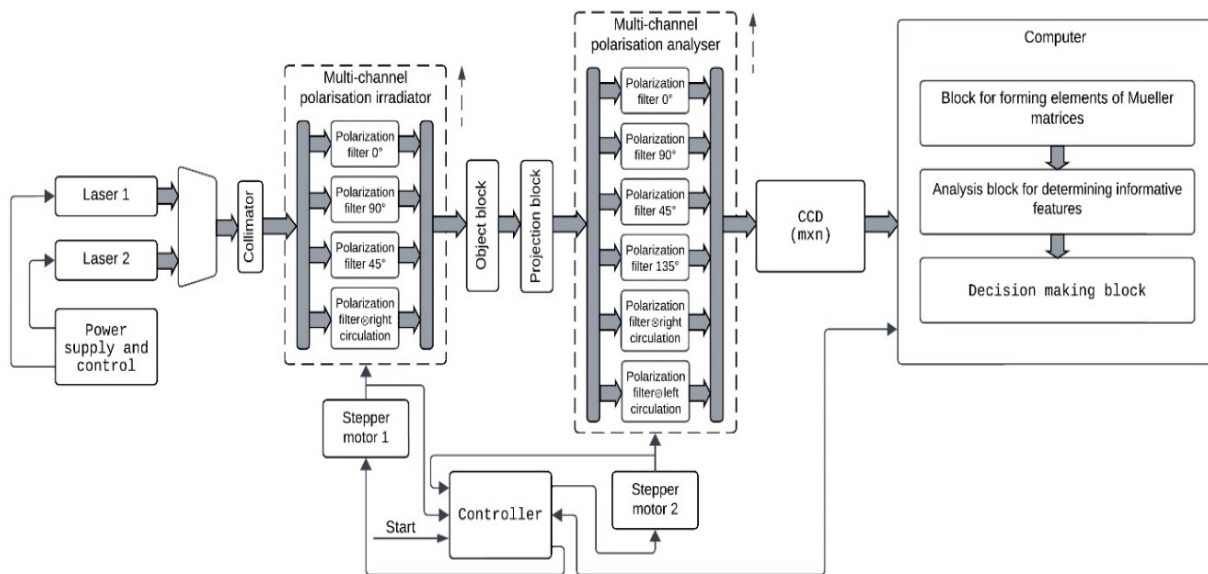 Multi-channel
polarisation irradiator
Polarization
filter 0°
Polarization
filter 90°
Polarization
filter 45°
Polarization
filter⊗right
circulation
Multi-channel
polarisation analyser
Polarization
filter 0°
Polarization
filter 90°
Polarization
filter 45°
Polarization
filter 135°
Polarization
filter⊗right
circulation
Polarization
filter⊙left
circulation
Computer
Block for forming elements of Mueller
matrices
Analysis block for determining informative
features
Decision making block
Laser 1
Laser 2
Power
supply and
control
Collimator
Object block
Projection block
CCD
(mxn)
Stepper
motor 1
Start
Controller
Stepper
motor 2